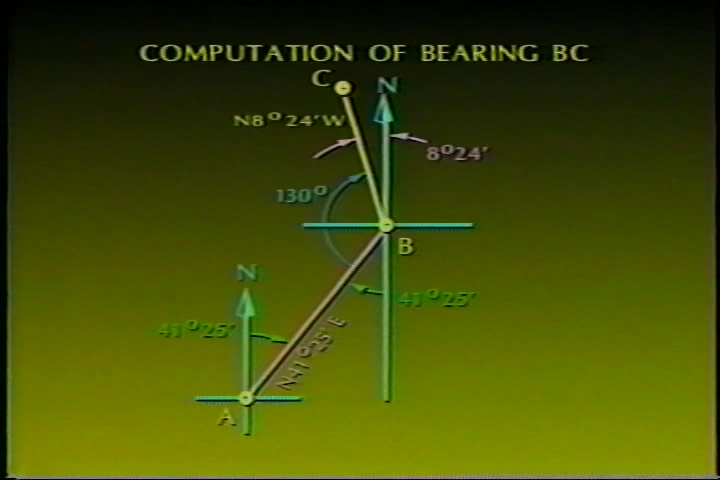 COMPUTATION OF BEARING BC
C
N
N8°24'W
8°24'
130°
B
N
41°25'
41°25'
N41°25'E
A